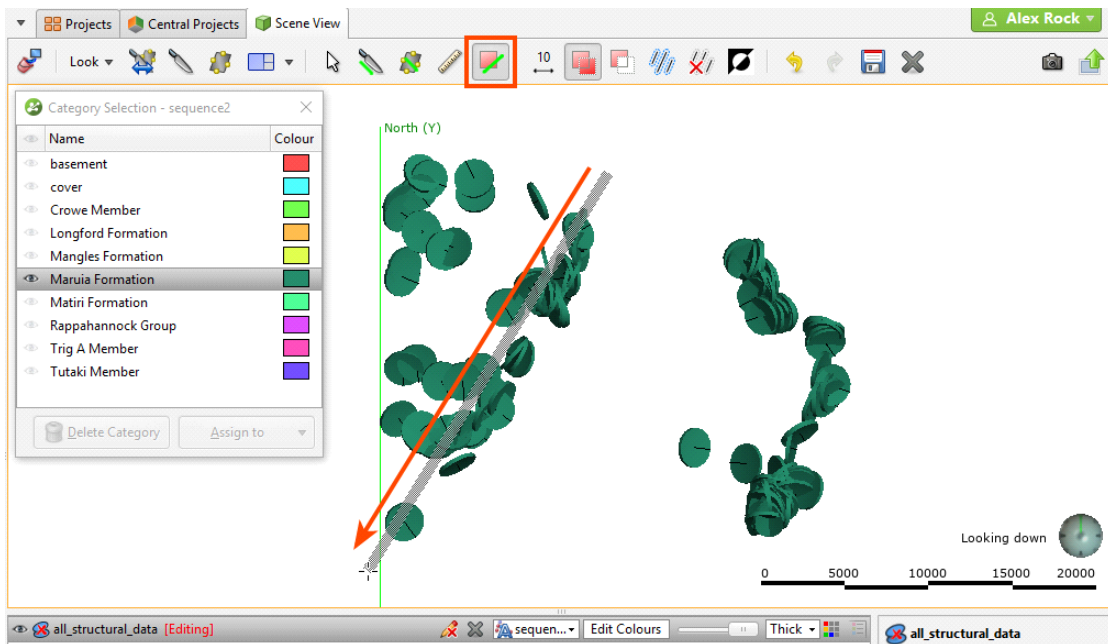 Projects Central Projects Scene View Alex Rock
Look 10
Category Selection - sequence2
Name Colour
basement
cover
Crowe Member
Longford Formation
Mangles Formation
Maruia Formation
Matiri Formation
Rappahannock Group
Trig A Member
Tutaki Member
Delete Category Assign to
North (Y)
Looking down
0 5000 10000 15000 20000
all_structural_data [Editing] sequen... Edit Colours Thick all_structural_data